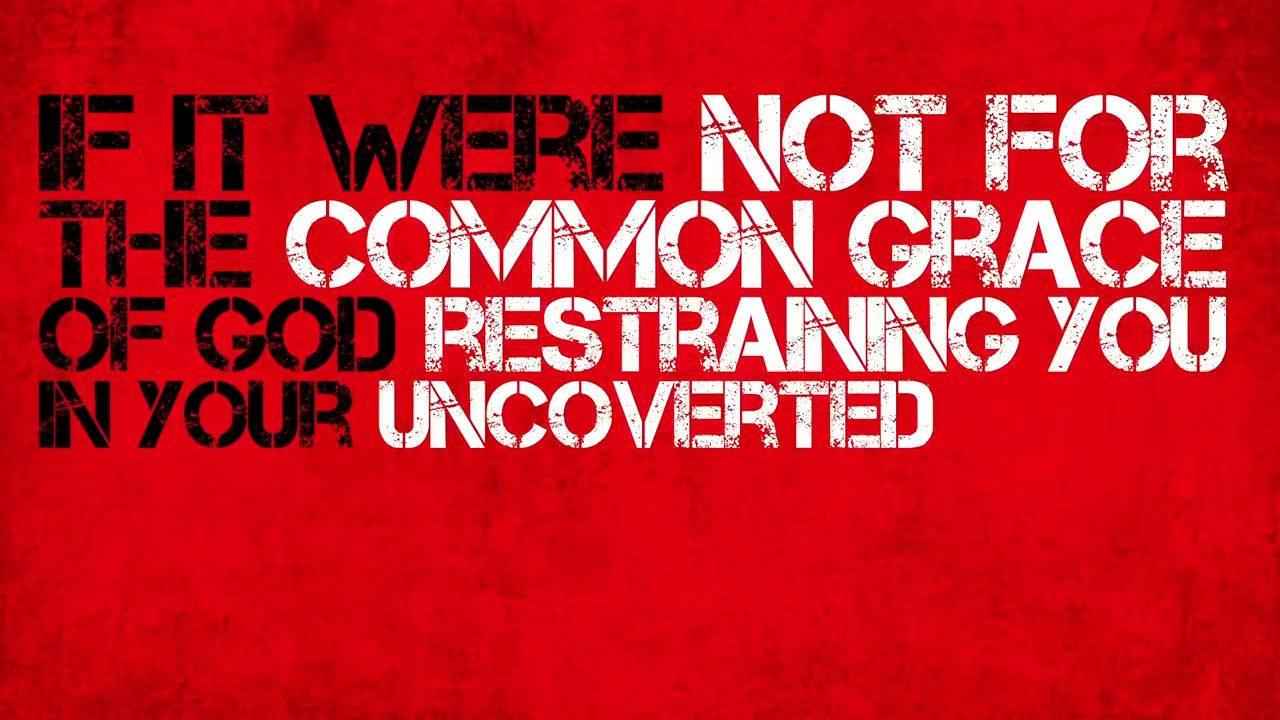 IF IT WERE NOT FOR
THE COMMON GRACE
OF GOD RESTRAINING YOU
IN YOUR UNCOVERTED